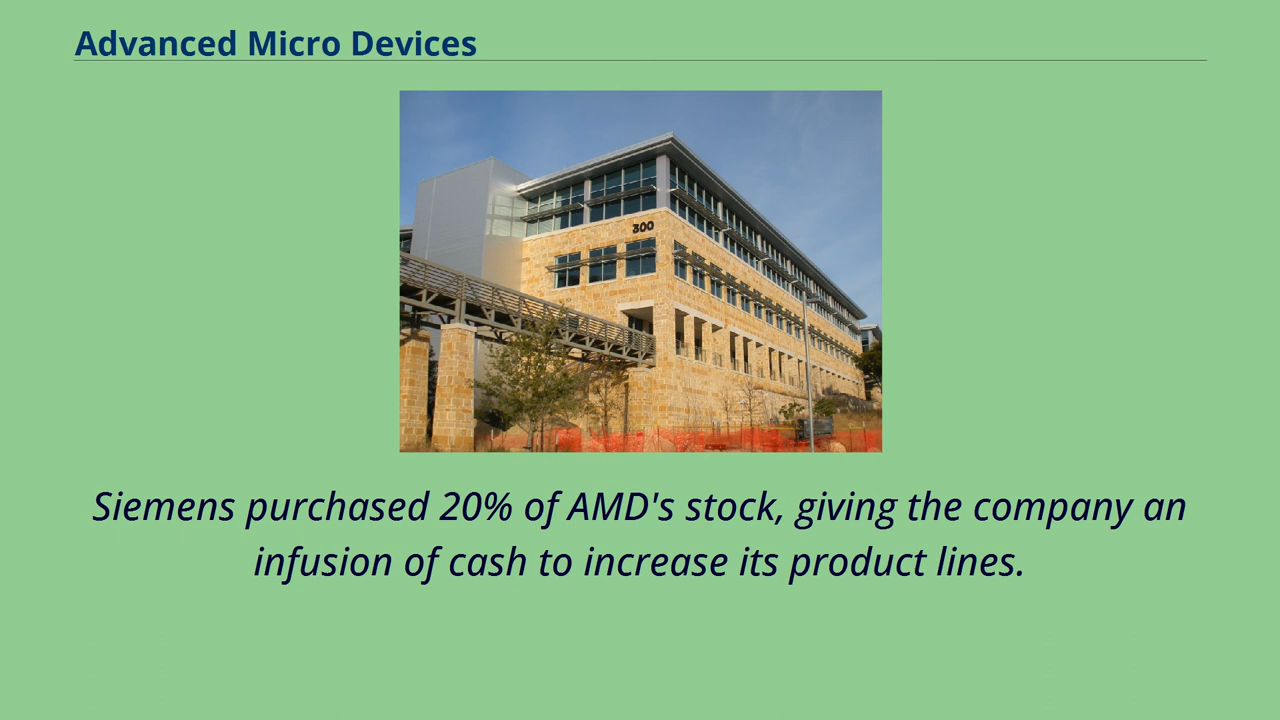 Advanced Micro Devices
300
Siemens purchased 20% of AMD's stock, giving the company an
infusion of cash to increase its product lines.